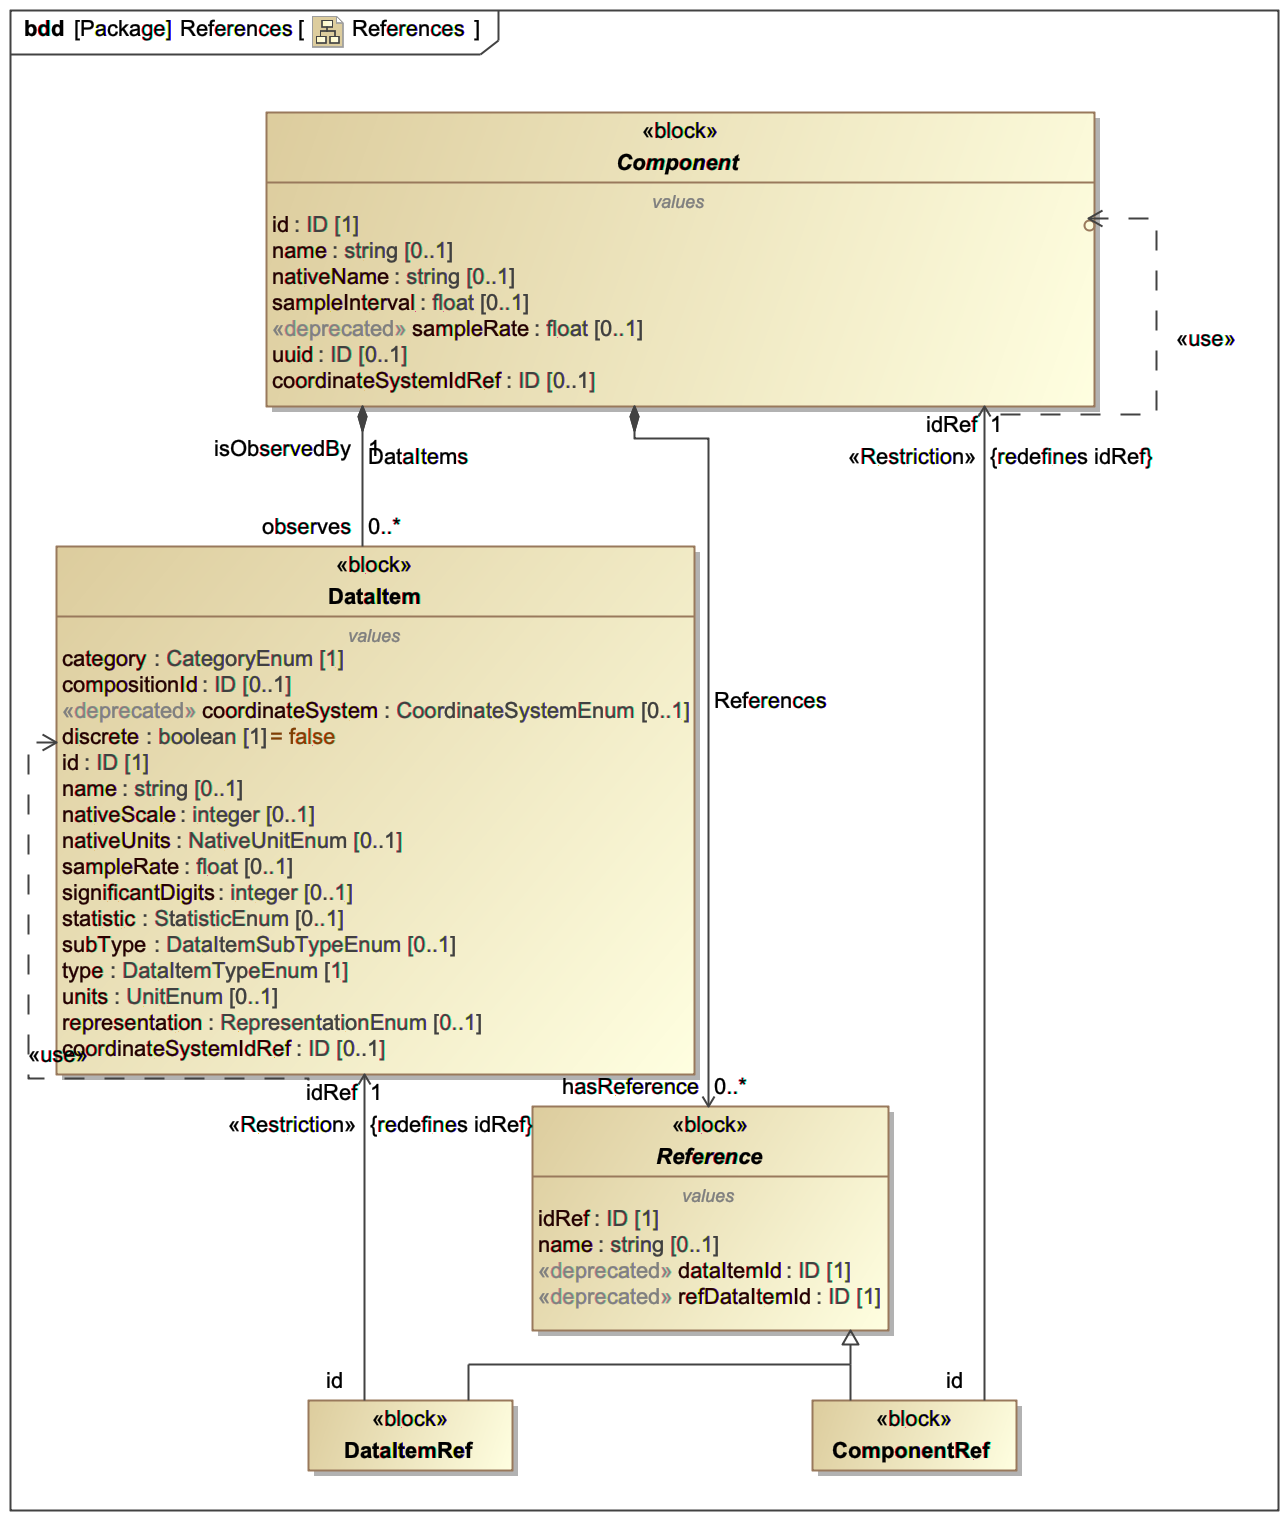 bdd [Package] References [ References ]
«block»
Component
values
id : ID [1]
name : string [0..1]
nativeName : string [0..1]
sampleInterval : float [0..1]
«deprecated» sampleRate : float [0..1]
uuid : ID [0..1]
coordinateSystemIdRef : ID [0..1]
«use»
isObservedBy 1
DataItems
observes 0..*
idRef 1
«Restriction» {redefines idRef}
«block»
DataItem
values
category : CategoryEnum [1]
compositionId : ID [0..1]
«deprecated» coordinateSystem : CoordinateSystemEnum [0..1]
discrete : boolean [1] = false
id : ID [1]
name : string [0..1]
nativeScale : integer [0..1]
nativeUnits : NativeUnitEnum [0..1]
sampleRate : float [0..1]
significantDigits : integer [0..1]
statistic : StatisticEnum [0..1]
subType : DataItemSubTypeEnum [0..1]
type : DataItemTypeEnum [1]
units : UnitEnum [0..1]
representation : RepresentationEnum [0..1]
coordinateSystemIdRef : ID [0..1]
«use»
References
idRef 1
«Restriction» {redefines idRef}
hasReference 0..*
«block»
Reference
values
idRef : ID [1]
name : string [0..1]
«deprecated» dataItemId : ID [1]
«deprecated» refDataItemId : ID [1]
id
id
«block»
DataItemRef
«block»
ComponentRef